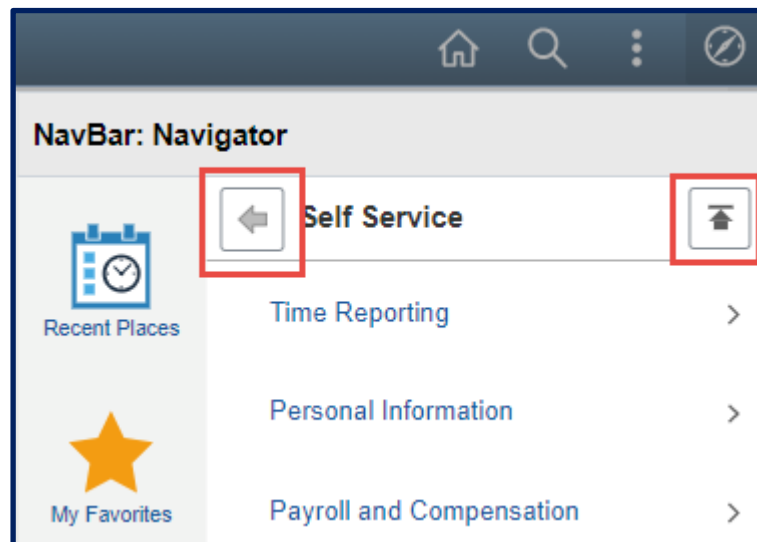 NavBar: Navigator
Self Service
Recent Places
Time Reporting
Personal Information
My Favorites
Payroll and Compensation